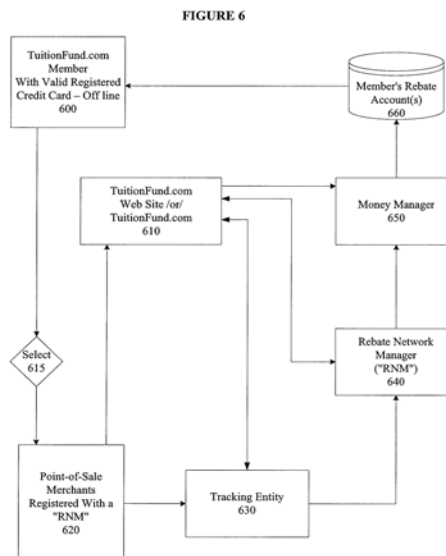 FIGURE 6
TuitionFund.com
Member
With Valid Registered
Credit Card – Off line
600
Member's Rebate
Account(s)
660
TuitionFund.com
Web Site /or/
TuitionFund.com
610
Money Manager
650
Select
615
Rebate Network
Manager
("RNM")
640
Point-of-Sale
Merchants
Registered With a
"RNM"
620
Tracking Entity
630